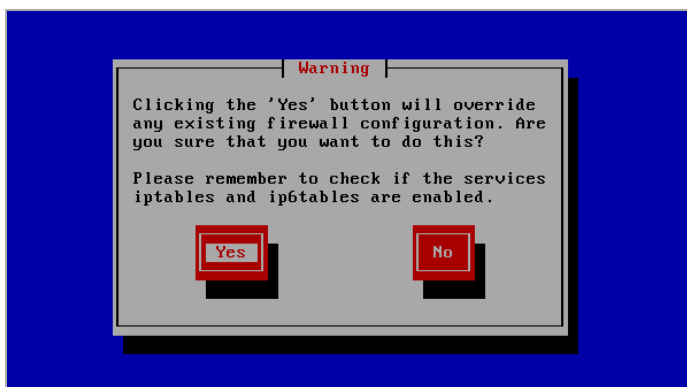 Warning
Clicking the 'Yes' button will override
any existing firewall configuration. Are
you sure that you want to do this?
Please remember to check if the services
iptables and ip6tables are enabled.
Yes No